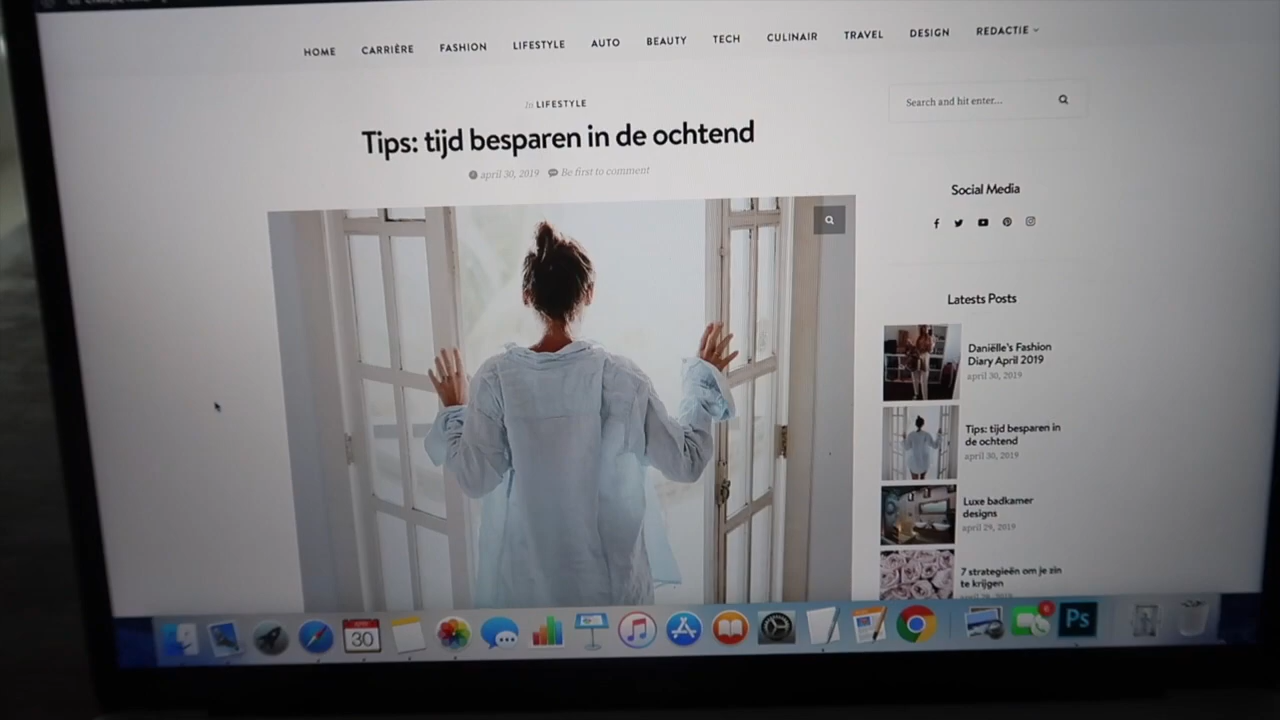 HOME CARRIÈRE FASHION LIFESTYLE AUTO BEAUTY TECH CULINAIR TRAVEL DESIGN REDACTIE
In LIFESTYLE
Tips: tijd besparen in de ochtend
april 30, 2019 Be first to comment
Search and hit enter...
Social Media
Latests Posts
Daniëlle's Fashion
Diary April 2019
april 30, 2019
Tips: tijd besparen in
de ochtend
april 30, 2019
Luxe badkamer
designs
april 29, 2019
7 strategieën om je zin
te krijgen
30
6
Ps